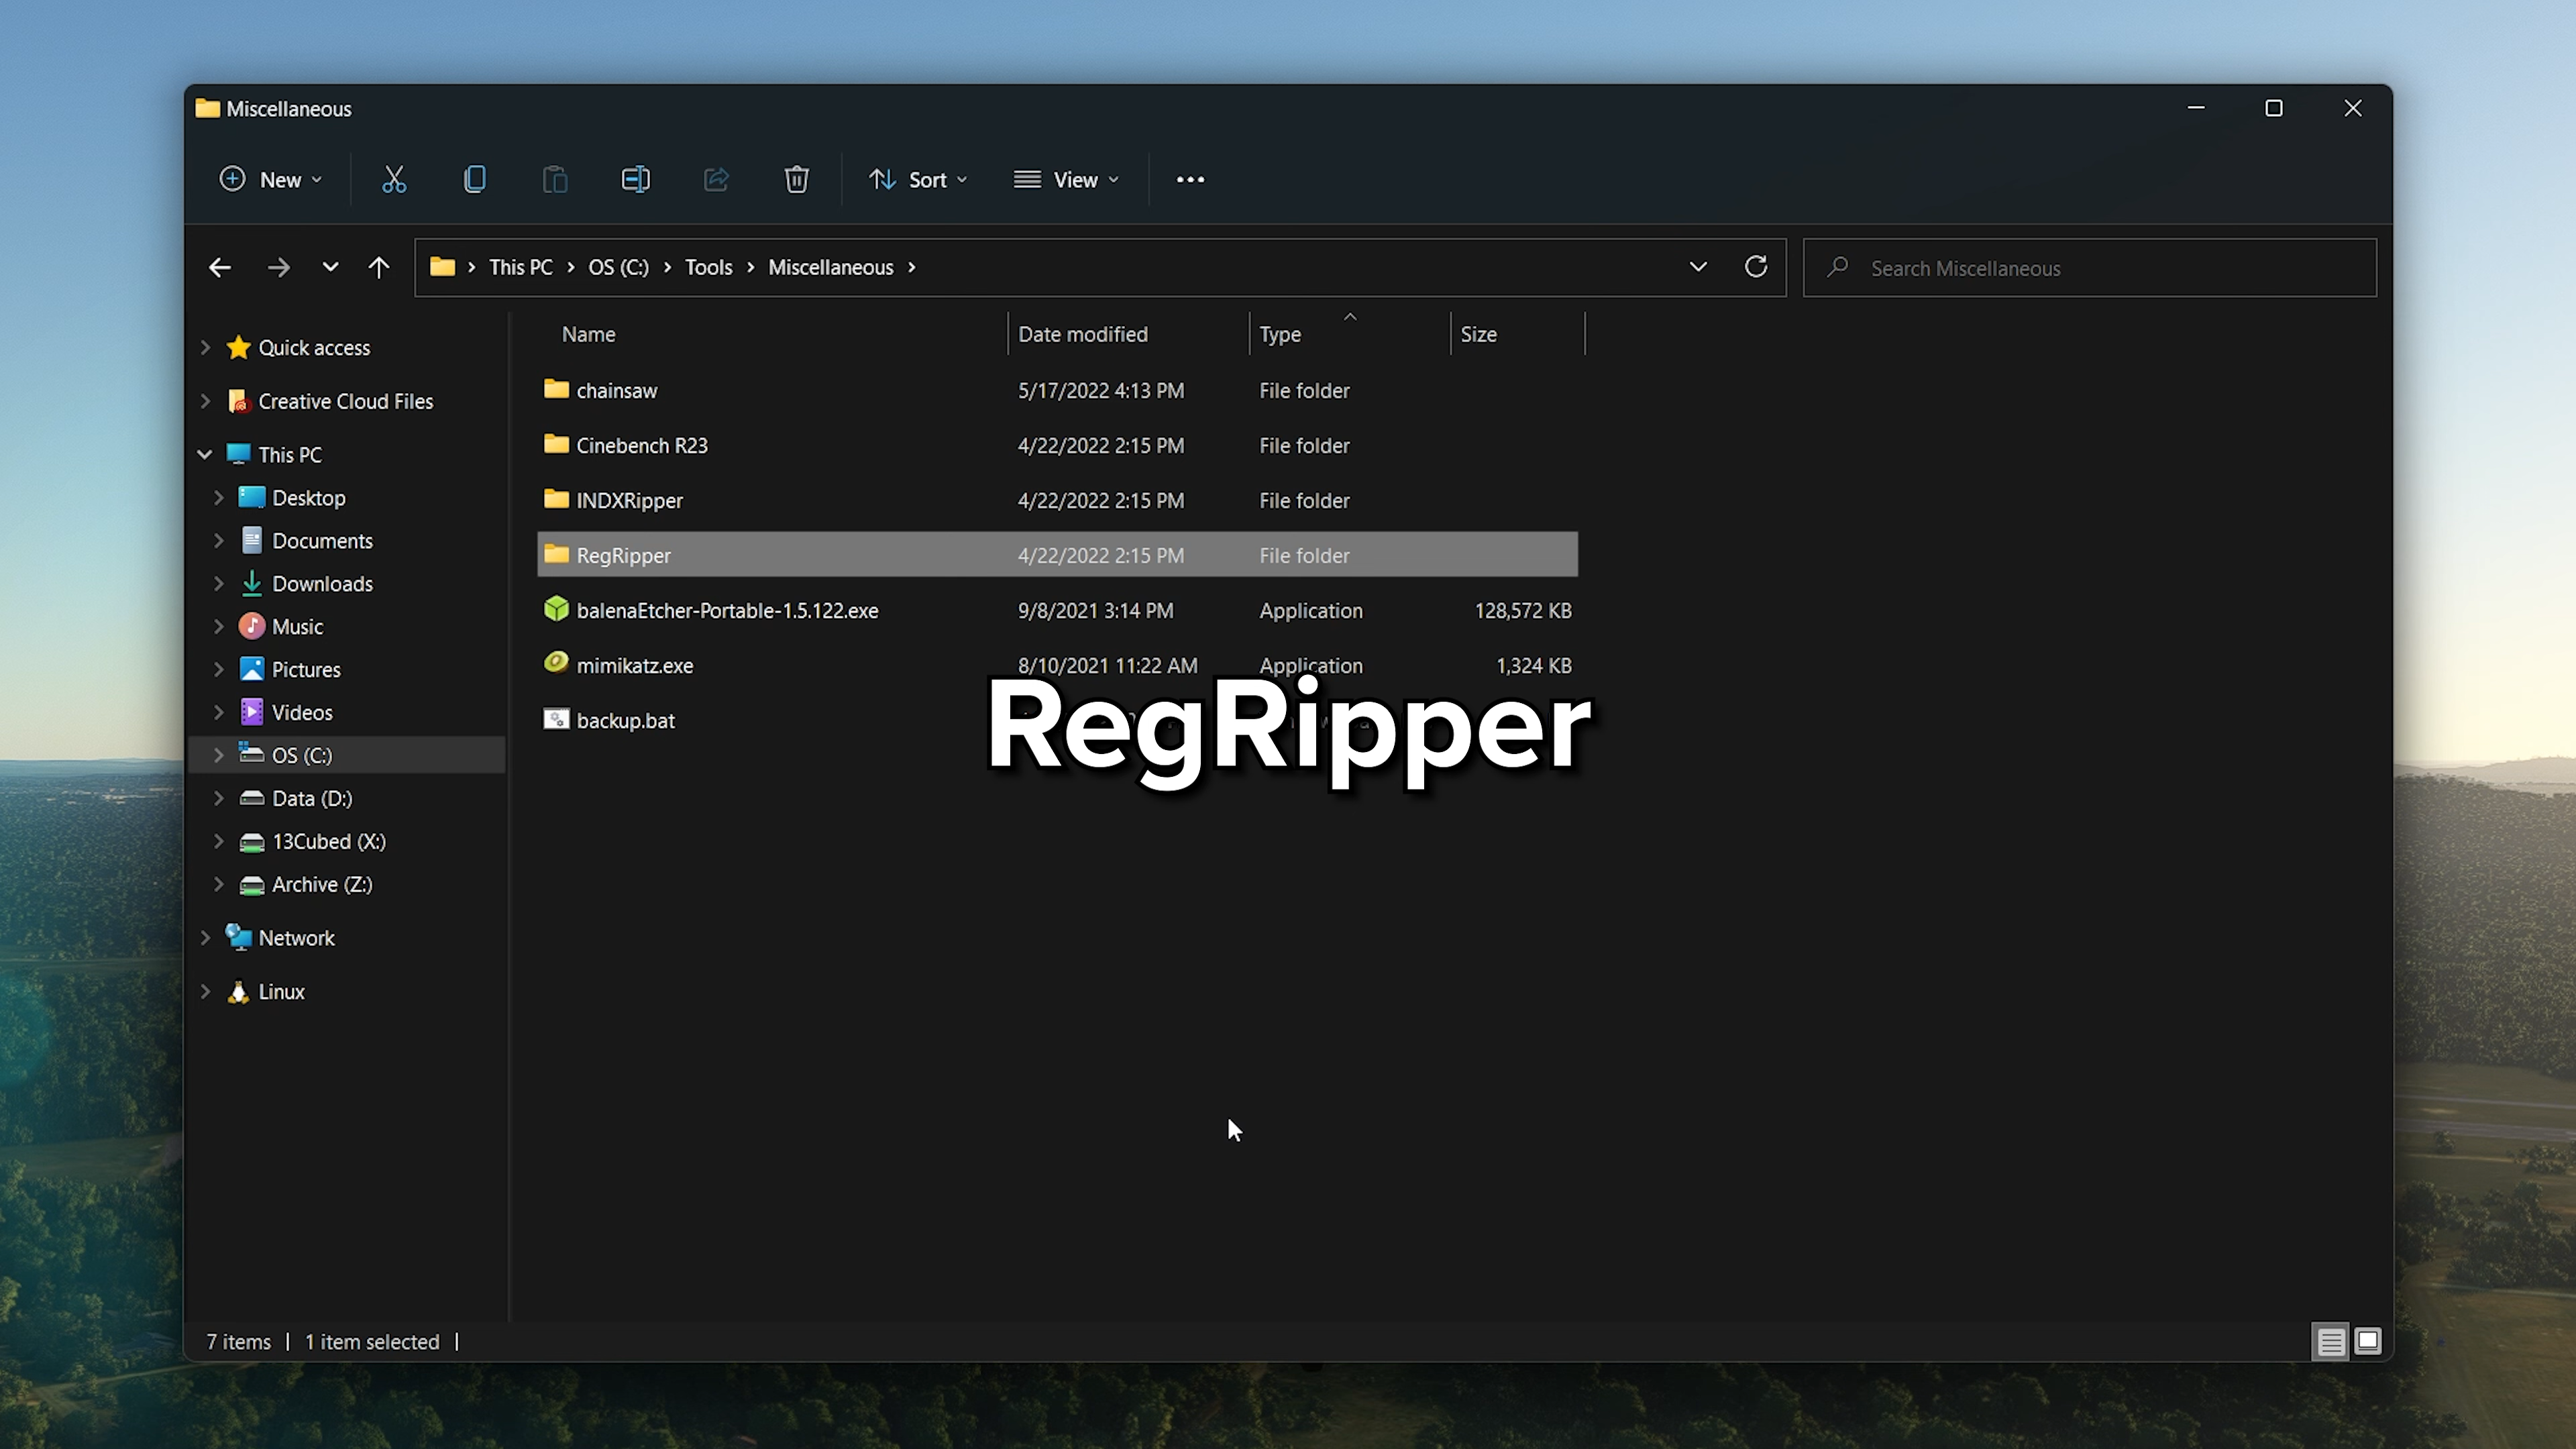 Miscellaneous
New
Sort
View
This PC > OS (C:) > Tools > Miscellaneous >
Search Miscellaneous
Quick access
Creative Cloud Files
This PC
Desktop
Documents
Downloads
Music
Pictures
Videos
OS (C:)
Data (D:)
13Cubed (X:)
Archive (Z:)
Network
Linux
Name Date modified Type Size
chainsaw 5/17/2022 4:13 PM File folder
Cinebench R23 4/22/2022 2:15 PM File folder
INDXRipper 4/22/2022 2:15 PM File folder
RegRipper 4/22/2022 2:15 PM File folder
balenaEtcher-Portable-1.5.122.exe 9/8/2021 3:14 PM Application 128,572 KB
mimikatz.exe 8/10/2021 11:22 AM Application 1,324 KB
backup.bat
RegRipper
7 items | 1 item selected |